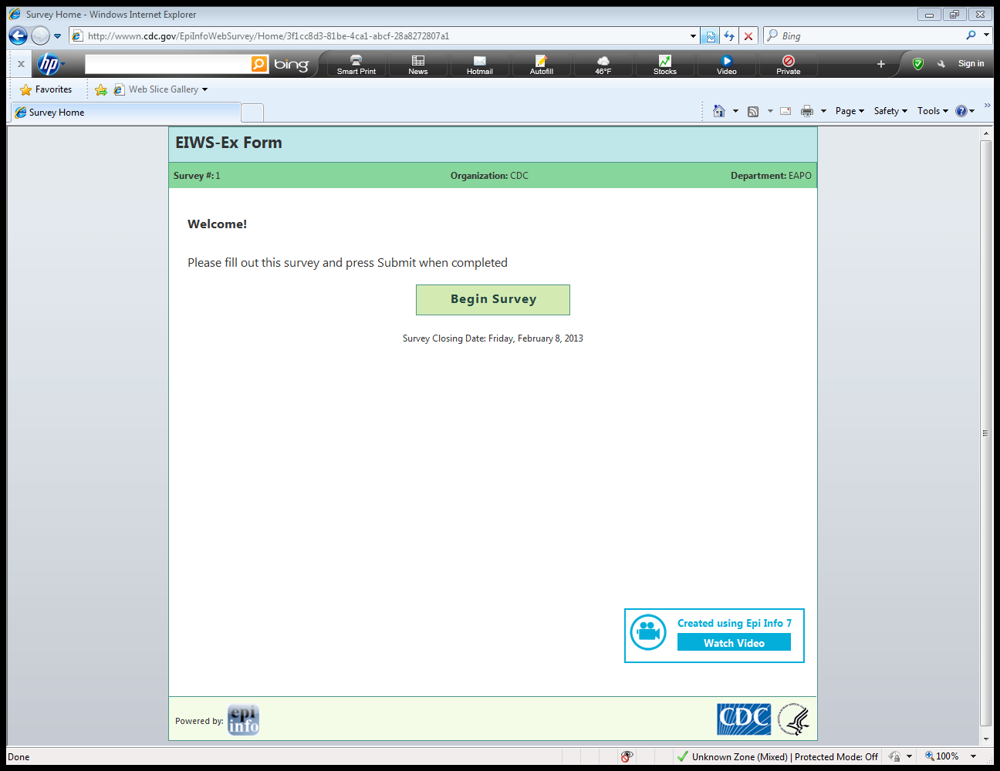 Survey Home - Windows Internet Explorer
http://wwwn.cdc.gov/EpiInfoWebSurvey/Home/3f1cc8d3-81be-4ca1-abcf-28a8272807a1
Bing
x
hp
bing
Smart Print
News
Hotmail
Autofill
46°F
Stocks
Video
Private
+
Sign in
Favorites
Web Slice Gallery
Survey Home
Page
Safety
Tools
EIWS-Ex Form
Survey #: 1
Organization: CDC
Department: EAPO
Welcome!
Please fill out this survey and press Submit when completed
Begin Survey
Survey Closing Date: Friday, February 8, 2013
Created using Epi Info 7
Watch Video
Powered by:
epi
info
CDC
Done
Unknown Zone (Mixed) | Protected Mode: Off
100%